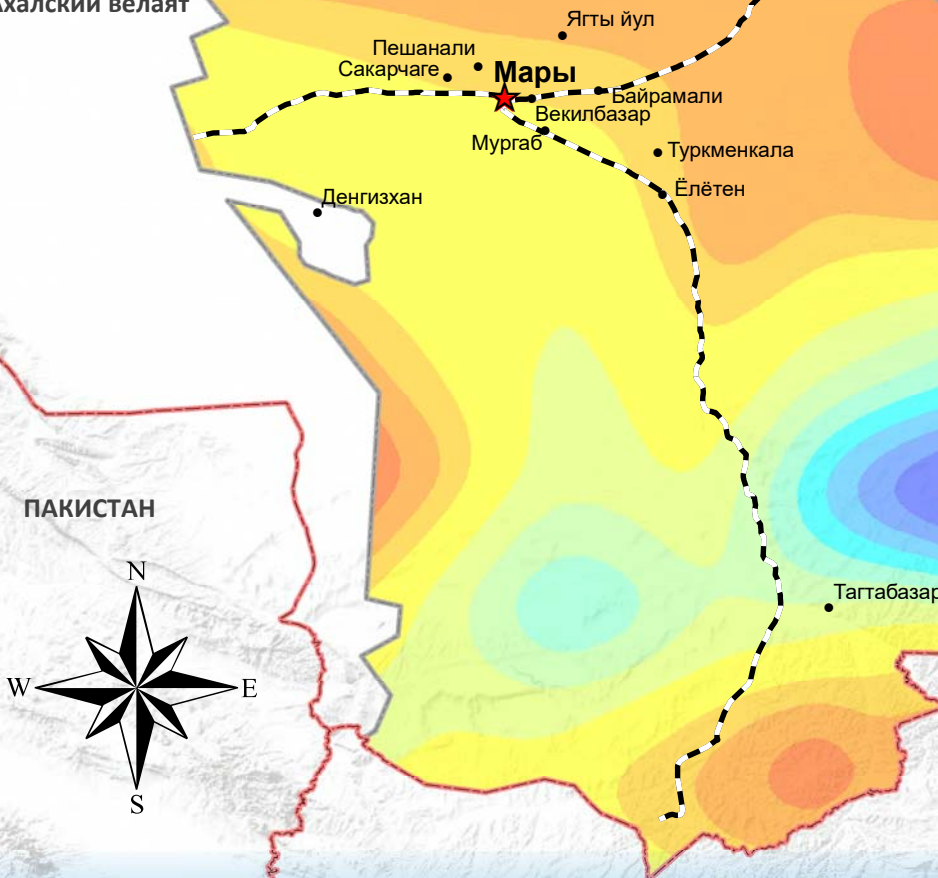 Ахалский велаят
Ягты йул
Пешанали
Сакарчаге
Мары
Байрамали
Векилбазар
Мургаб
Туркменкала
Ёлётен
Денгизхан
ПАКИСТАН
N
W
E
S
Тагтабазар